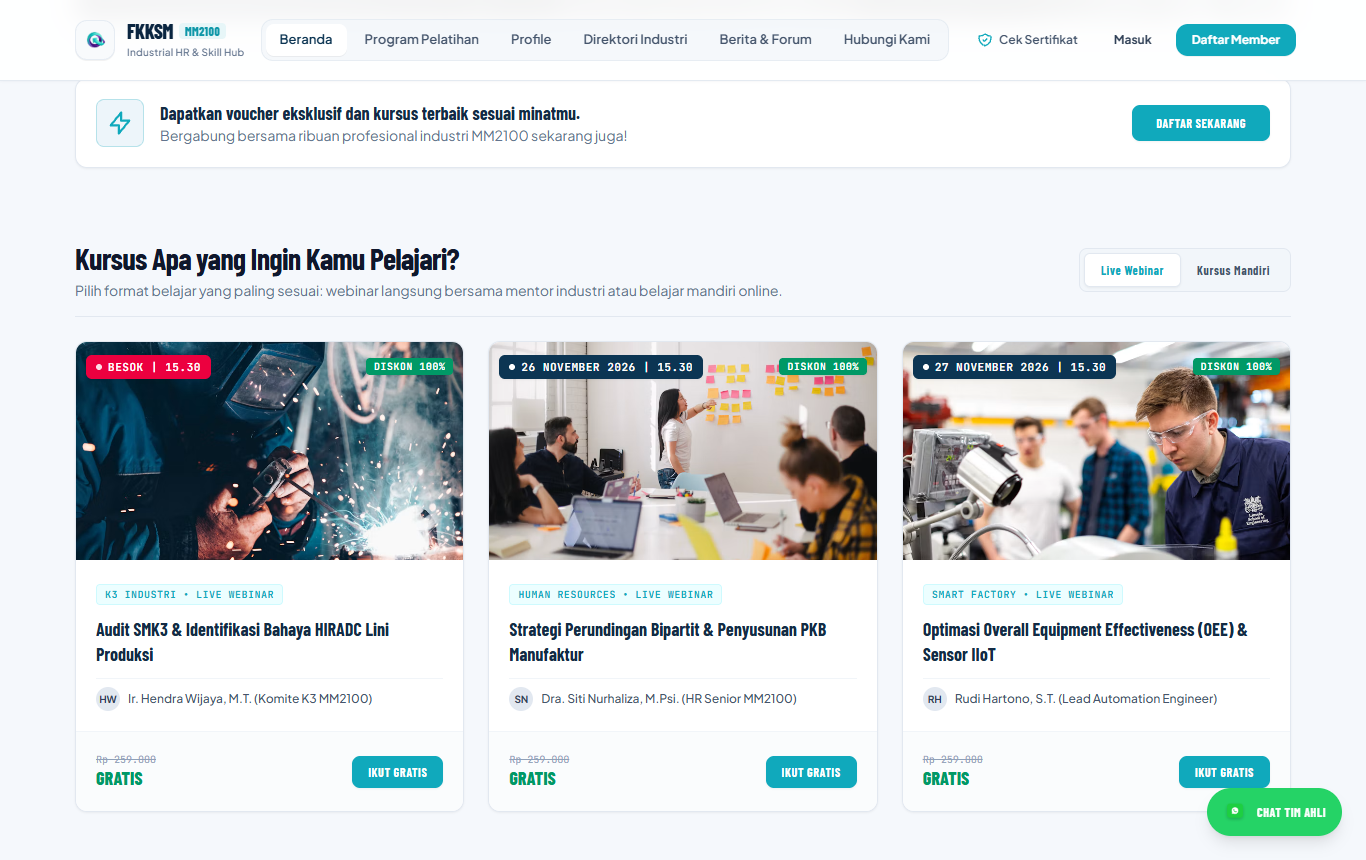 FKKSM MM2100
Industrial HR & Skill Hub
Beranda
Program Pelatihan
Profile
Direktori Industri
Berita & Forum
Hubungi Kami
Cek Sertifikat
Masuk
Daftar Member
Dapatkan voucher eksklusif dan kursus terbaik sesuai minatmu.
Bergabung bersama ribuan profesional industri MM2100 sekarang juga!
DAFTAR SEKARANG
Kursus Apa yang Ingin Kamu Pelajari?
Pilih format belajar yang paling sesuai: webinar langsung bersama mentor industri atau belajar mandiri online.
Live Webinar
Kursus Mandiri
BESOK | 15.30
DISKON 100%
K3 INDUSTRI • LIVE WEBINAR
Audit SMK3 & Identifikasi Bahaya HIRADC Lini
Produksi
HW
Ir. Hendra Wijaya, M.T. (Komite K3 MM2100)
Rp 259.000
GRATIS
IKUT GRATIS
26 NOVEMBER 2026 | 15.30
DISKON 100%
HUMAN RESOURCES • LIVE WEBINAR
Strategi Perundingan Bipartit & Penyusunan PKB
Manufaktur
SN
Dra. Siti Nurhaliza, M.Psi. (HR Senior MM2100)
Rp 259.000
GRATIS
IKUT GRATIS
27 NOVEMBER 2026 | 15.30
DISKON 100%
SMART FACTORY • LIVE WEBINAR
Optimasi Overall Equipment Effectiveness (OEE) &
Sensor IIoT
RH
Rudi Hartono, S.T. (Lead Automation Engineer)
Rp 259.000
GRATIS
IKUT GRATIS
CHAT TIM AHLI